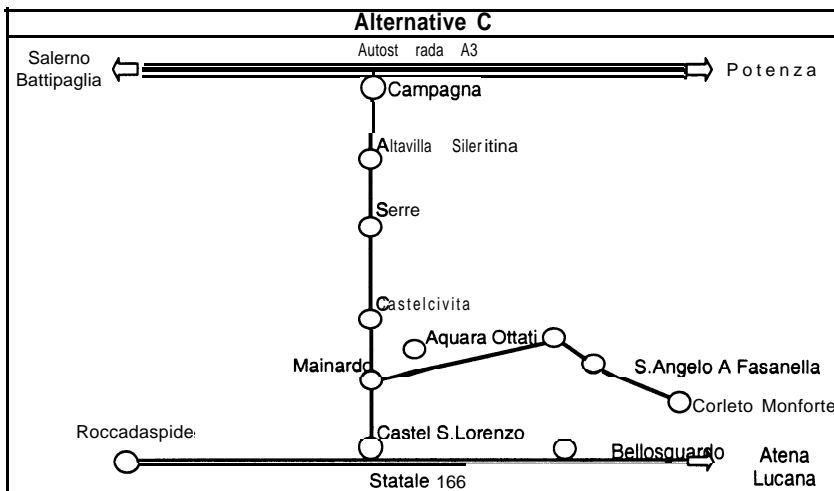 Alternative C
Autost rada A3
Salerno
Battipaglia
Potenza
Campagna
Altavilla Sileritina
Serre
Castelcivita
Aquara Ottati
Mainardo
S.Angelo A Fasanella
Corleto Monforte
Roccadaspide
Castel S.Lorenzo
Bellosguardo
Atena
Lucana
Statale 166